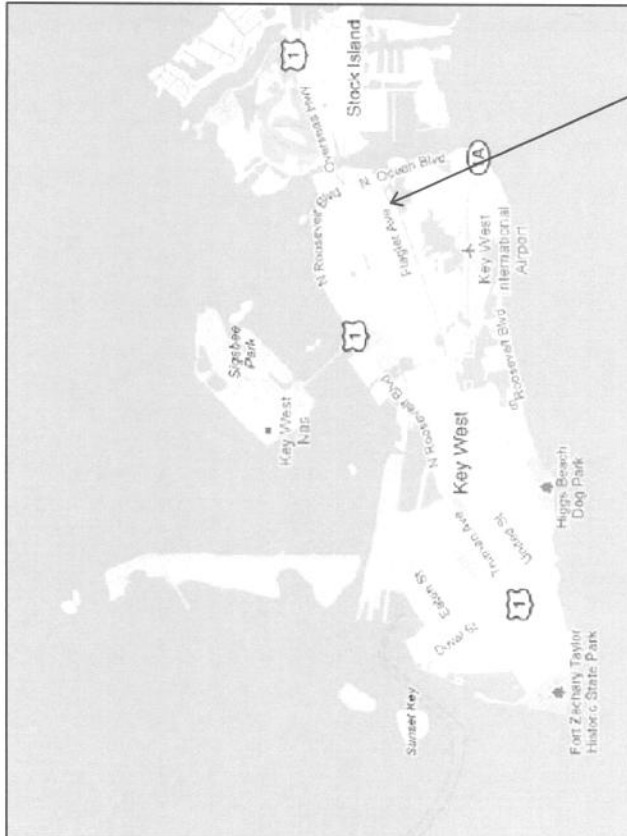 Stock Island
1
Overseas Hwy
N Roosevelt Blvd
N. Ocean Blvd
1A
Flagler Ave
Key West
International
Airport
1
Sigsbee
Park
Key West
Nas
N Roosevelt Blvd
S Roosevelt Blvd
Key West
Higgs Beach
Dog Park
Truman Ave
United St
Eaton St
Duval St
1
Sunset Key
Fort Zachary Taylor
Historic State Park